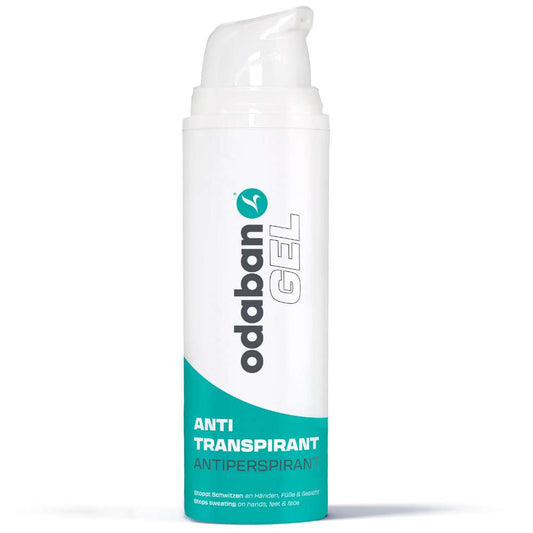 odaban
GEL
ANTI
TRANSPIRANT
ANTIPERSPIRANT
Stoppt Schwitzen an Händen, Füße & Gesicht
Stops sweating on hands, feet & face